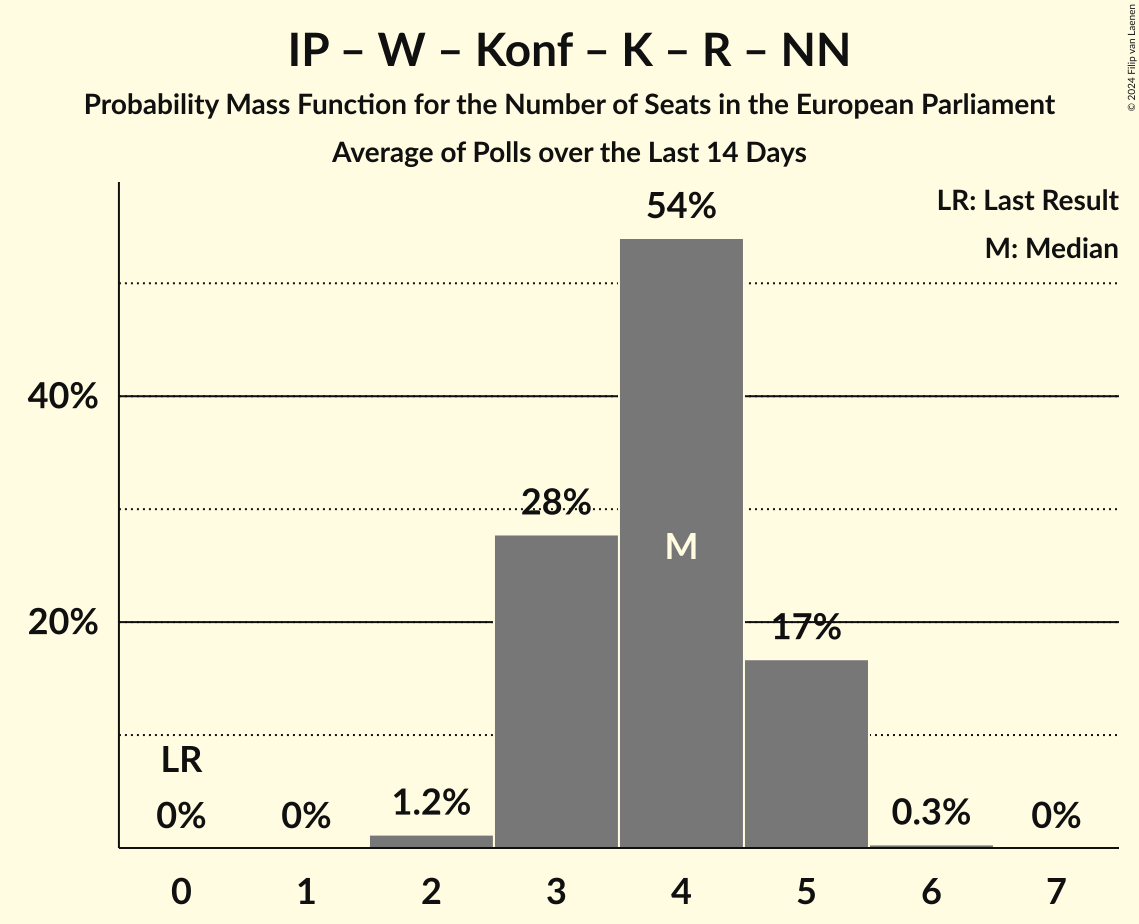 IP – W – Konf – K – R – NN
Probability Mass Function for the Number of Seats in the European Parliament
Average of Polls over the Last 14 Days
© 2024 Filip van Laenen
LR: Last Result
M: Median
54%
40%
28%
M
20%
17%
LR
0%
0%
1.2%
0.3%
0%
0 1 2 3 4 5 6 7